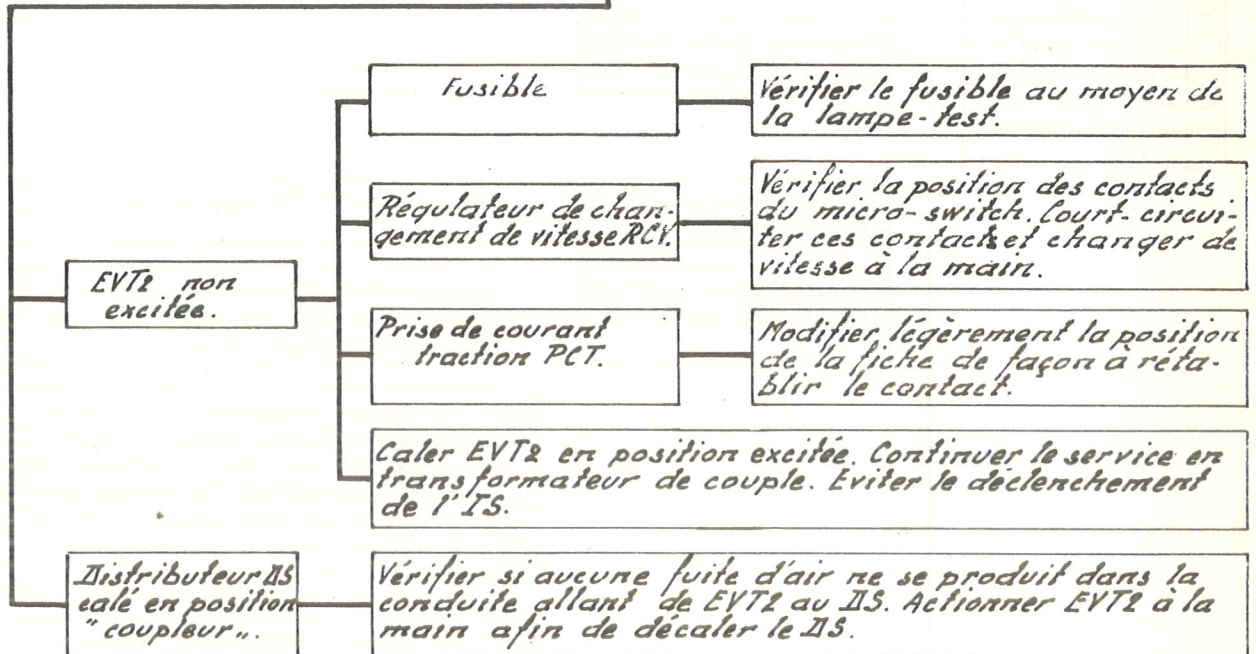 Fusible
Vérifier le fusible au moyen de
la lampe-test.
Régulateur de chan-
gement de vitesse RCV.
Vérifier la position des contacts
du micro-switch. Court-circui-
ter ces contacts et changer de
vitesse à la main.
EVT2 non
excitée.
Prise de courant
traction PCT.
Modifier légèrement la position
de la fiche de façon à réta-
blir le contact.
Caler EVT2 en position excitée. Continuer le service en
transformateur de couple. Eviter le déclenchement
de l'IS.
Distributeur DS
calé en position
"coupleur".
Vérifier si aucune fuite d'air ne se produit dans la
conduite allant de EVT2 au DS. Actionner EVT2 à la
main afin de décaler le DS.